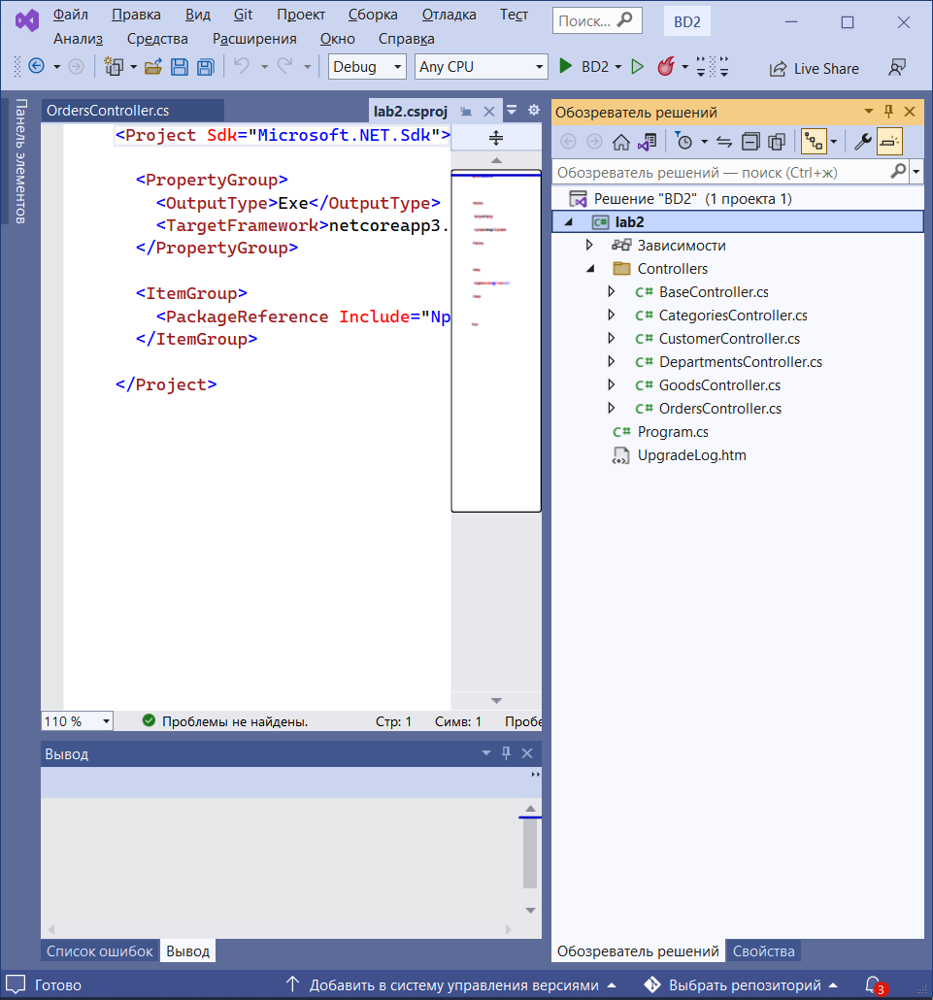 Файл Правка Вид Git Проект Сборка Отладка Тест Поиск... BD2
Анализ Средства Расширения Окно Справка
Debug Any CPU BD2 Live Share
Панель элементов
OrdersController.cs lab2.csproj
<Project Sdk="Microsoft.NET.Sdk">
<PropertyGroup>
<OutputType>Exe</OutputType>
<TargetFramework>netcoreapp3.
</PropertyGroup>
<ItemGroup>
<PackageReference Include="Np
</ItemGroup>
</Project>
110 % Проблемы не найдены. Стр: 1 Симв: 1 Пробе
Вывод
Список ошибок Вывод
Обозреватель решений
Обозреватель решений — поиск (Ctrl+ж)
Решение "BD2" (1 проекта 1)
C# lab2
Зависимости
Controllers
C# BaseController.cs
C# CategoriesController.cs
C# CustomerController.cs
C# DepartmentsController.cs
C# GoodsController.cs
C# OrdersController.cs
C# Program.cs
UpgradeLog.htm
Обозреватель решений Свойства
Готово Добавить в систему управления версиями Выбрать репозиторий 3